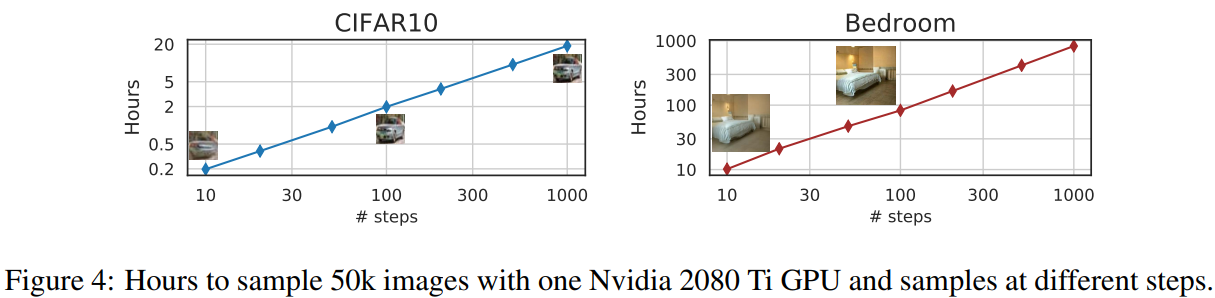 CIFAR10
20
5
2
0.5
0.2
Hours
10 30 100 300 1000
# steps
Bedroom
1000
300
100
30
10
Hours
10 30 100 300 1000
# steps
Figure 4: Hours to sample 50k images with one Nvidia 2080 Ti GPU and samples at different steps.